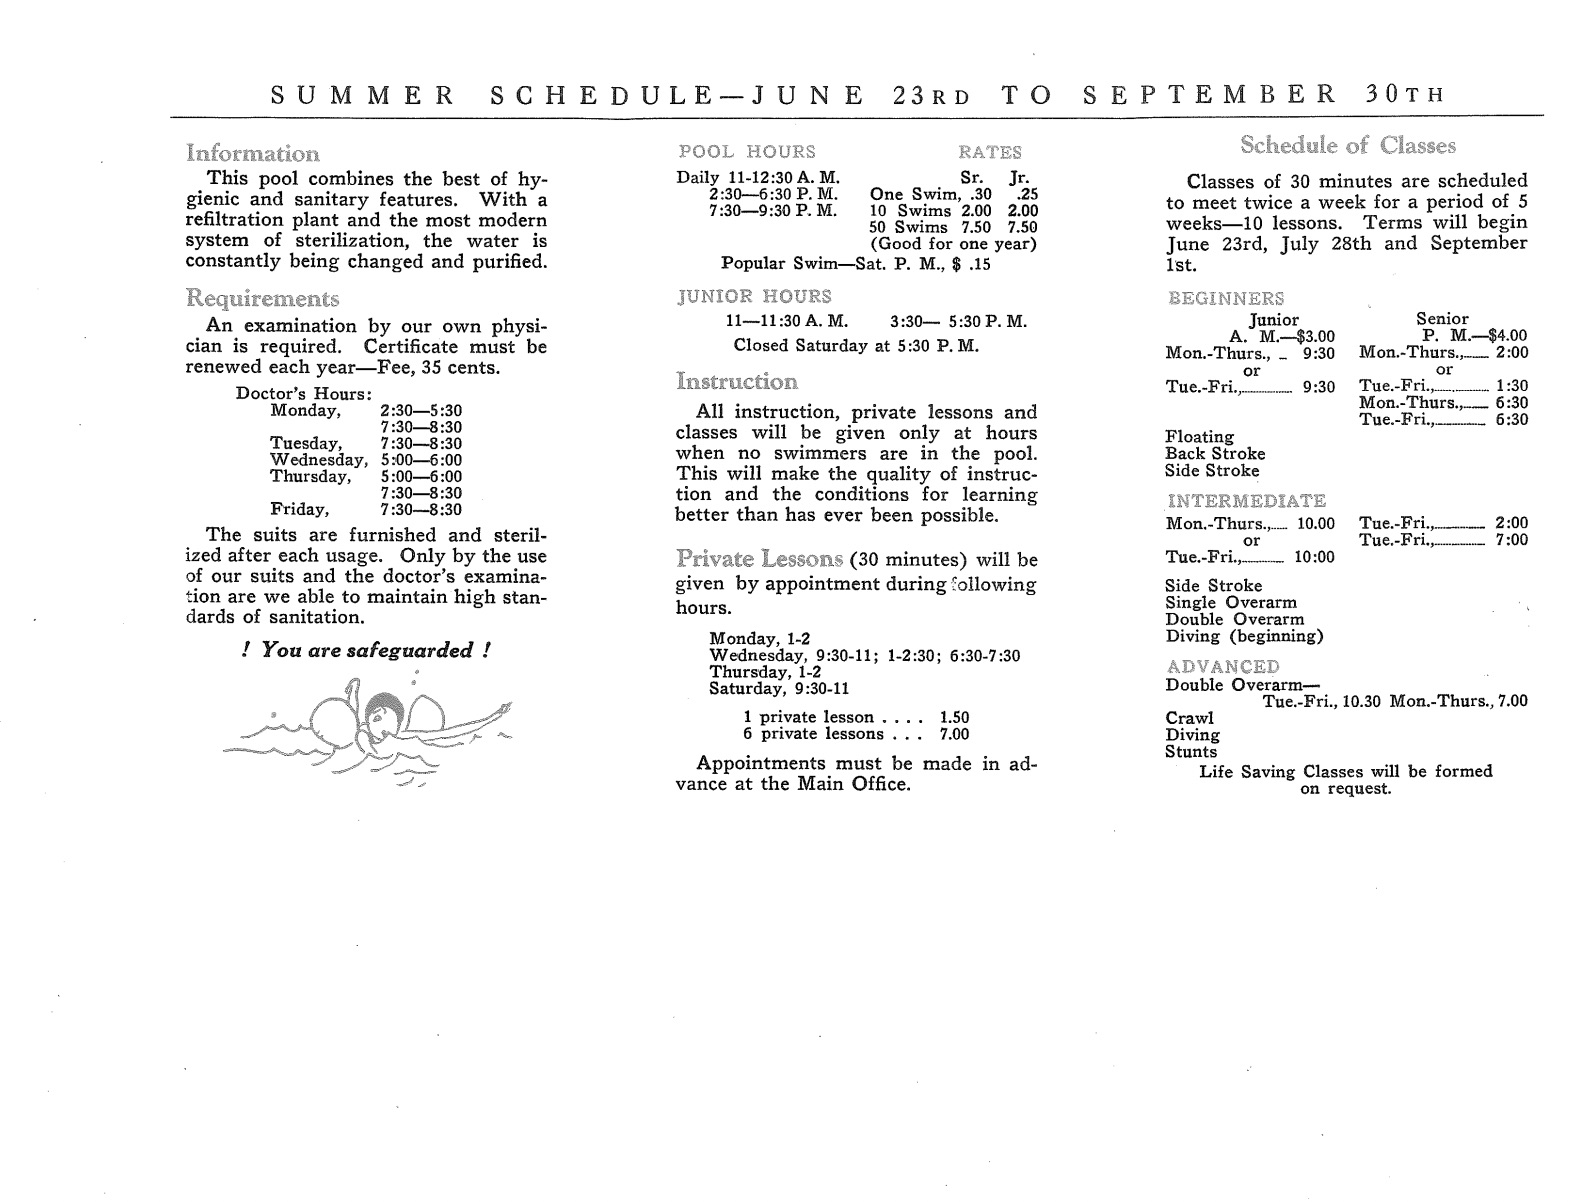 SUMMER SCHEDULE—JUNE 23RD TO SEPTEMBER 30TH
Information
This pool combines the best of hy-
gienic and sanitary features. With a
refiltration plant and the most modern
system of sterilization, the water is
constantly being changed and purified.
Requirements
An examination by our own physi-
cian is required. Certificate must be
renewed each year—Fee, 35 cents.
Doctor's Hours:
Monday, 2:30—5:30
7:30—8:30
Tuesday, 7:30—8:30
Wednesday, 5:00—6:00
Thursday, 5:00—6:00
7:30—8:30
Friday, 7:30—8:30
The suits are furnished and steril-
ized after each usage. Only by the use
of our suits and the doctor's examina-
tion are we able to maintain high stan-
dards of sanitation.
! You are safeguarded !
POOL HOURS RATES
Daily 11-12:30 A. M. Sr. Jr.
2:30—6:30 P. M. One Swim, .30 .25
7:30—9:30 P. M. 10 Swims 2.00 2.00
50 Swims 7.50 7.50
(Good for one year)
Popular Swim—Sat. P. M., $ .15
JUNIOR HOURS
11—11:30 A. M. 3:30— 5:30 P. M.
Closed Saturday at 5:30 P. M.
Instruction
All instruction, private lessons and
classes will be given only at hours
when no swimmers are in the pool.
This will make the quality of instruc-
tion and the conditions for learning
better than has ever been possible.
Private Lessons (30 minutes) will be
given by appointment during following
hours.
Monday, 1-2
Wednesday, 9:30-11; 1-2:30; 6:30-7:30
Thursday, 1-2
Saturday, 9:30-11
1 private lesson . . . . 1.50
6 private lessons . . . 7.00
Appointments must be made in ad-
vance at the Main Office.
Schedule of Classes
Classes of 30 minutes are scheduled
to meet twice a week for a period of 5
weeks—10 lessons. Terms will begin
June 23rd, July 28th and September
1st.
BEGINNERS
Junior Senior
A. M.—$3.00 P. M.—$4.00
Mon.-Thurs., 9:30 Mon.-Thurs., 2:00
or or
Tue.-Fri., 9:30 Tue.-Fri., 1:30
Mon.-Thurs., 6:30
Tue.-Fri., 6:30
Floating
Back Stroke
Side Stroke
INTERMEDIATE
Mon.-Thurs., 10.00 Tue.-Fri., 2:00
or Tue.-Fri., 7:00
Tue.-Fri., 10:00
Side Stroke
Single Overarm
Double Overarm
Diving (beginning)
ADVANCED
Double Overarm—
Tue.-Fri., 10.30 Mon.-Thurs., 7.00
Crawl
Diving
Stunts
Life Saving Classes will be formed
on request.